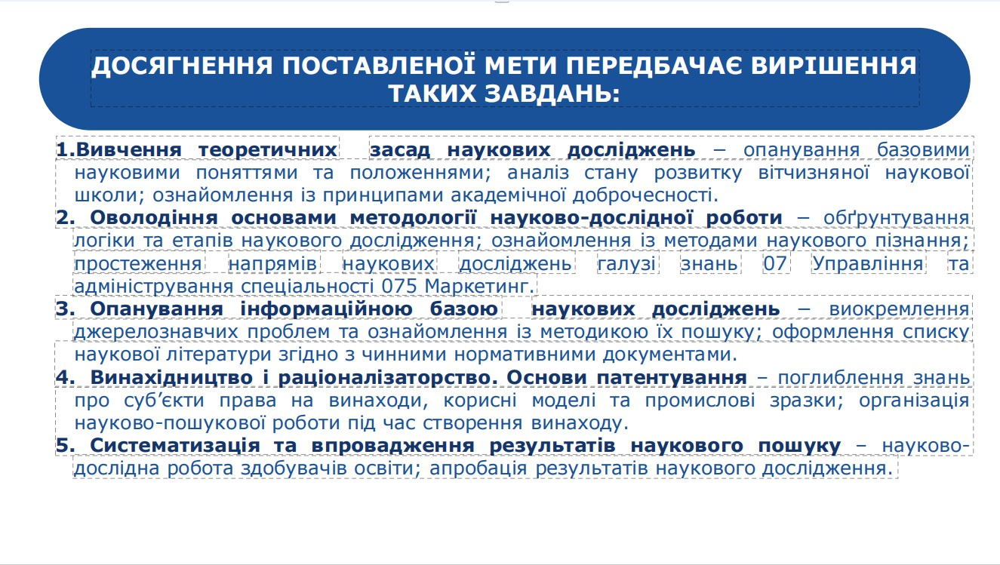 ДОСЯГНЕННЯ ПОСТАВЛЕНОЇ МЕТИ ПЕРЕДБАЧАЄ ВИРІШЕННЯ
ТАКИХ ЗАВДАНЬ:
1.Вивчення теоретичних засад наукових досліджень – опанування базовими
науковими поняттями та положеннями; аналіз стану розвитку вітчизняної наукової
школи; ознайомлення із принципами академічної доброчесності.
2. Оволодіння основами методології науково-дослідної роботи – обґрунтування
логіки та етапів наукового дослідження; ознайомлення із методами наукового пізнання;
простеження напрямів наукових досліджень галузі знань 07 Управління та
адміністрування спеціальності 075 Маркетинг.
3. Опанування інформаційною базою наукових досліджень – виокремлення
джерелознавчих проблем та ознайомлення із методикою їх пошуку; оформлення списку
наукової літератури згідно з чинними нормативними документами.
4. Винахідництво і раціоналізаторство. Основи патентування – поглиблення знань
про суб’єкти права на винаходи, корисні моделі та промислові зразки; організація
науково-пошукової роботи під час створення винаходу.
5. Систематизація та впровадження результатів наукового пошуку – науково-
дослідна робота здобувачів освіти; апробація результатів наукового дослідження.